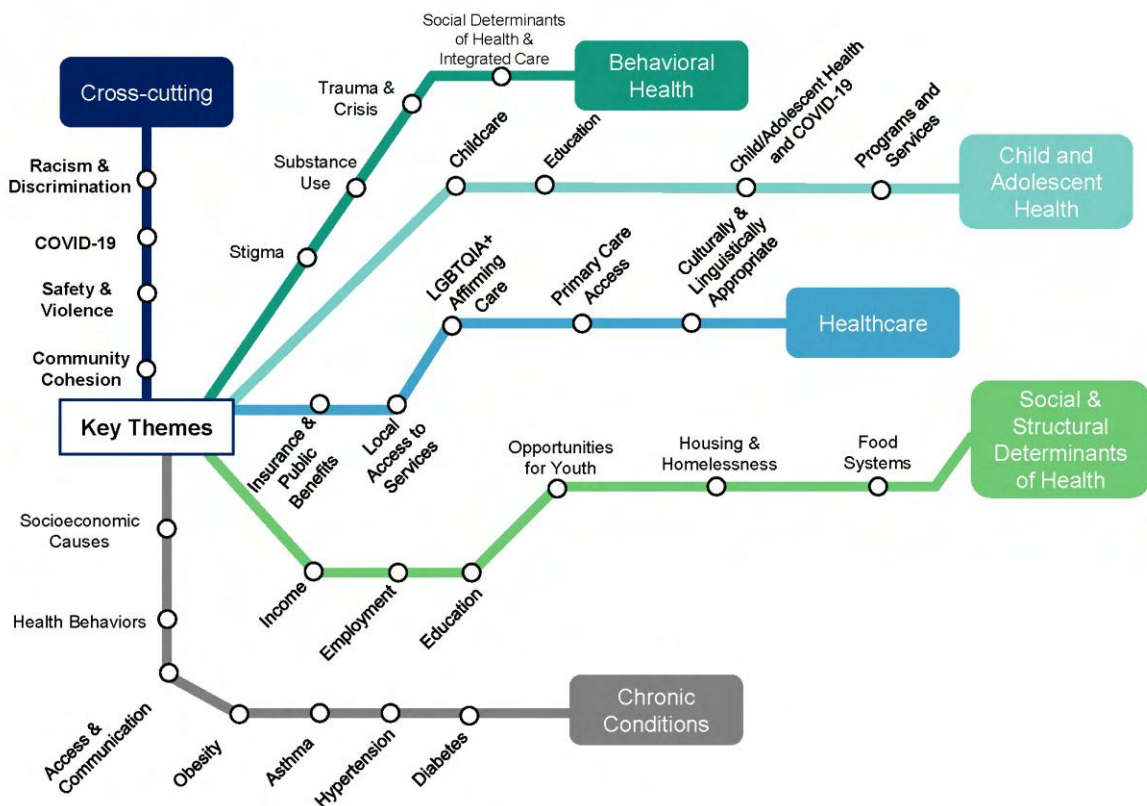 Cross-cutting
Racism &
Discrimination
COVID-19
Safety &
Violence
Community
Cohesion
Key Themes
Social Determinants
of Health &
Integrated Care
Trauma &
Crisis
Substance
Use
Stigma
Behavioral
Health
Childcare
Education
Child/Adolescent Health
and COVID-19
Programs and
Services
Child and
Adolescent
Health
Insurance &
Public
Benefits
Local
Access to
Services
LGBTQIA+
Affirming
Care
Primary Care
Access
Culturally &
Linguistically
Appropriate
Healthcare
Income
Employment
Education
Opportunities
for Youth
Housing &
Homelessness
Food
Systems
Social &
Structural
Determinants
of Health
Socioeconomic
Causes
Health Behaviors
Access &
Communication
Obesity
Asthma
Hypertension
Diabetes
Chronic
Conditions